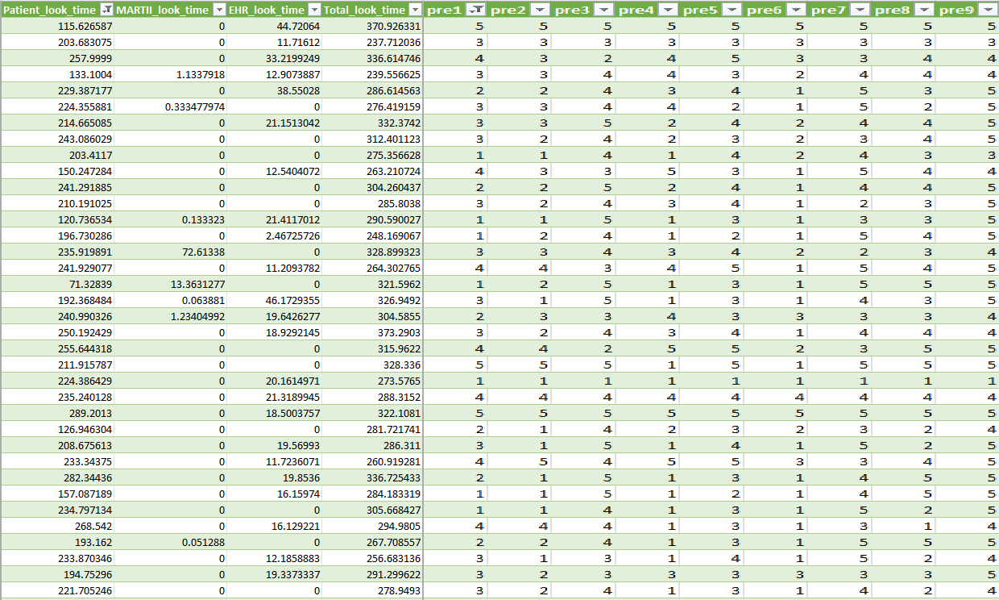 Patient_look_time MARTII_look_time EHR_look_time Total_look_time pre1 pre2 pre3 pre4 pre5 pre6 pre7 pre8 pre9
115.626587 0 44.72064 370.926331 5 5 5 5 5 5 5 5 5
203.683075 0 11.71612 237.712036 3 3 3 3 3 3 3 3 3
257.9999 0 33.2199249 336.614746 4 3 2 4 5 3 3 4 4
133.1004 1.1337918 12.9073887 239.556625 3 3 4 4 3 2 4 4 4
229.387177 0 38.55028 286.614563 2 2 4 3 4 1 5 3 5
224.355881 0.333477974 0 276.419159 3 3 4 4 2 1 5 2 5
214.665085 0 21.1513042 332.3742 3 3 5 2 4 2 4 4 5
243.086029 0 0 312.401123 3 2 4 2 3 2 3 4 5
203.4117 0 0 275.356628 1 1 4 1 4 2 4 3 3
150.247284 0 12.5404072 263.210724 4 3 3 5 3 1 5 4 4
241.291885 0 0 304.260437 2 2 5 2 4 1 4 4 5
210.191025 0 0 285.8038 3 2 4 3 4 1 2 3 5
120.736534 0.133323 21.4117012 290.590027 1 1 5 1 3 1 3 3 5
196.730286 0 2.46725726 248.169067 1 2 4 1 2 1 5 4 5
235.919891 72.61338 0 328.899323 3 3 4 3 4 2 2 3 4
241.929077 0 11.2093782 264.302765 4 4 3 4 5 1 5 4 5
71.32839 13.3631277 0 321.5962 1 2 5 1 3 1 5 5 5
192.368484 0.063881 46.1729355 326.9492 3 1 5 1 3 1 4 3 5
240.990326 1.23404992 19.6426277 304.5855 2 3 3 4 3 3 3 3 4
250.192429 0 18.9292145 373.2903 3 2 4 3 4 1 4 4 4
255.644318 0 0 315.9622 4 4 2 5 5 2 3 5 5
211.915787 0 0 328.336 5 5 5 1 5 1 5 5 5
224.386429 0 20.1614971 273.5765 1 1 1 1 1 1 1 1 1
235.240128 0 21.3189945 288.3152 4 4 4 4 4 4 4 4 4
289.2013 0 18.5003757 322.1081 5 5 5 5 5 5 5 5 5
126.946304 0 0 281.721741 2 1 4 2 3 2 3 2 4
208.675613 0 19.56993 286.311 3 1 5 1 4 1 5 2 5
233.34375 0 11.7236071 260.919281 4 5 4 5 5 3 3 4 5
282.34436 0 19.8536 336.725433 2 1 5 1 3 1 4 5 5
157.087189 0 16.15974 284.183319 1 1 5 1 2 1 4 5 5
234.797134 0 0 305.668427 1 1 4 1 3 1 5 2 5
268.542 0 16.129221 294.9805 4 4 4 1 3 1 3 1 4
193.162 0.051288 0 267.708557 2 2 4 1 3 1 5 5 5
233.870346 0 12.1858883 256.683136 3 1 3 1 4 1 5 2 4
194.75296 0 19.3373337 291.299622 3 2 3 3 3 3 3 3 5
221.705246 0 0 278.9493 3 2 4 1 3 1 4 2 4